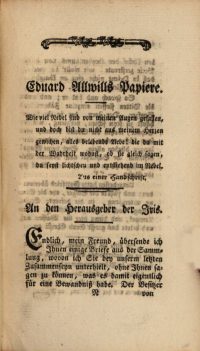 Eduard Allwills Papiere.
Wie viel Nebel sind von meinen Augen gefallen,
und doch bist du nicht aus meinem Herzen
gewichen, alles belebende Liebe! die du mit
der Wahrheit wohnst, ob sie gleich sagen,
du seyst lichtscheu und entfliehend im Nebel.
Aus einer Handschrift.
An den Herausgeber der Iris.
Endlich, mein Freund, übersende ich
Ihnen einige Briefe aus der Samm-
lung, wovon ich Sie bey unserm letzten
Zusammenseyn unterhielt, ohne Ihnen sa-
gen zu können, was es damit eigentlich
für eine Bewandniß habe. Der Besitzer
N von